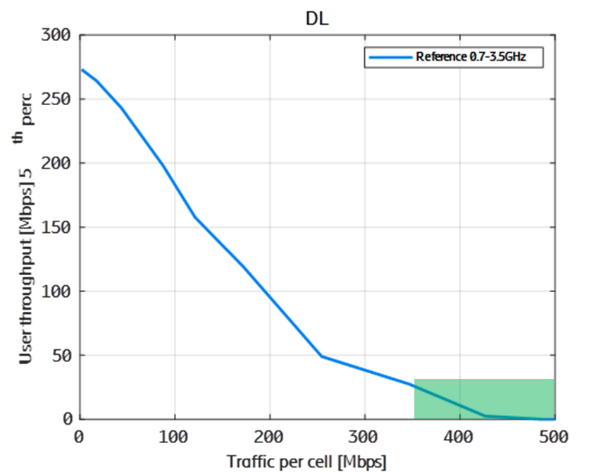 DL
Reference 0.7-3.5GHz
300
250
200
150
100
50
0
User throughput [Mbps] 5 th perc
0 100 200 300 400 500
Traffic per cell [Mbps]